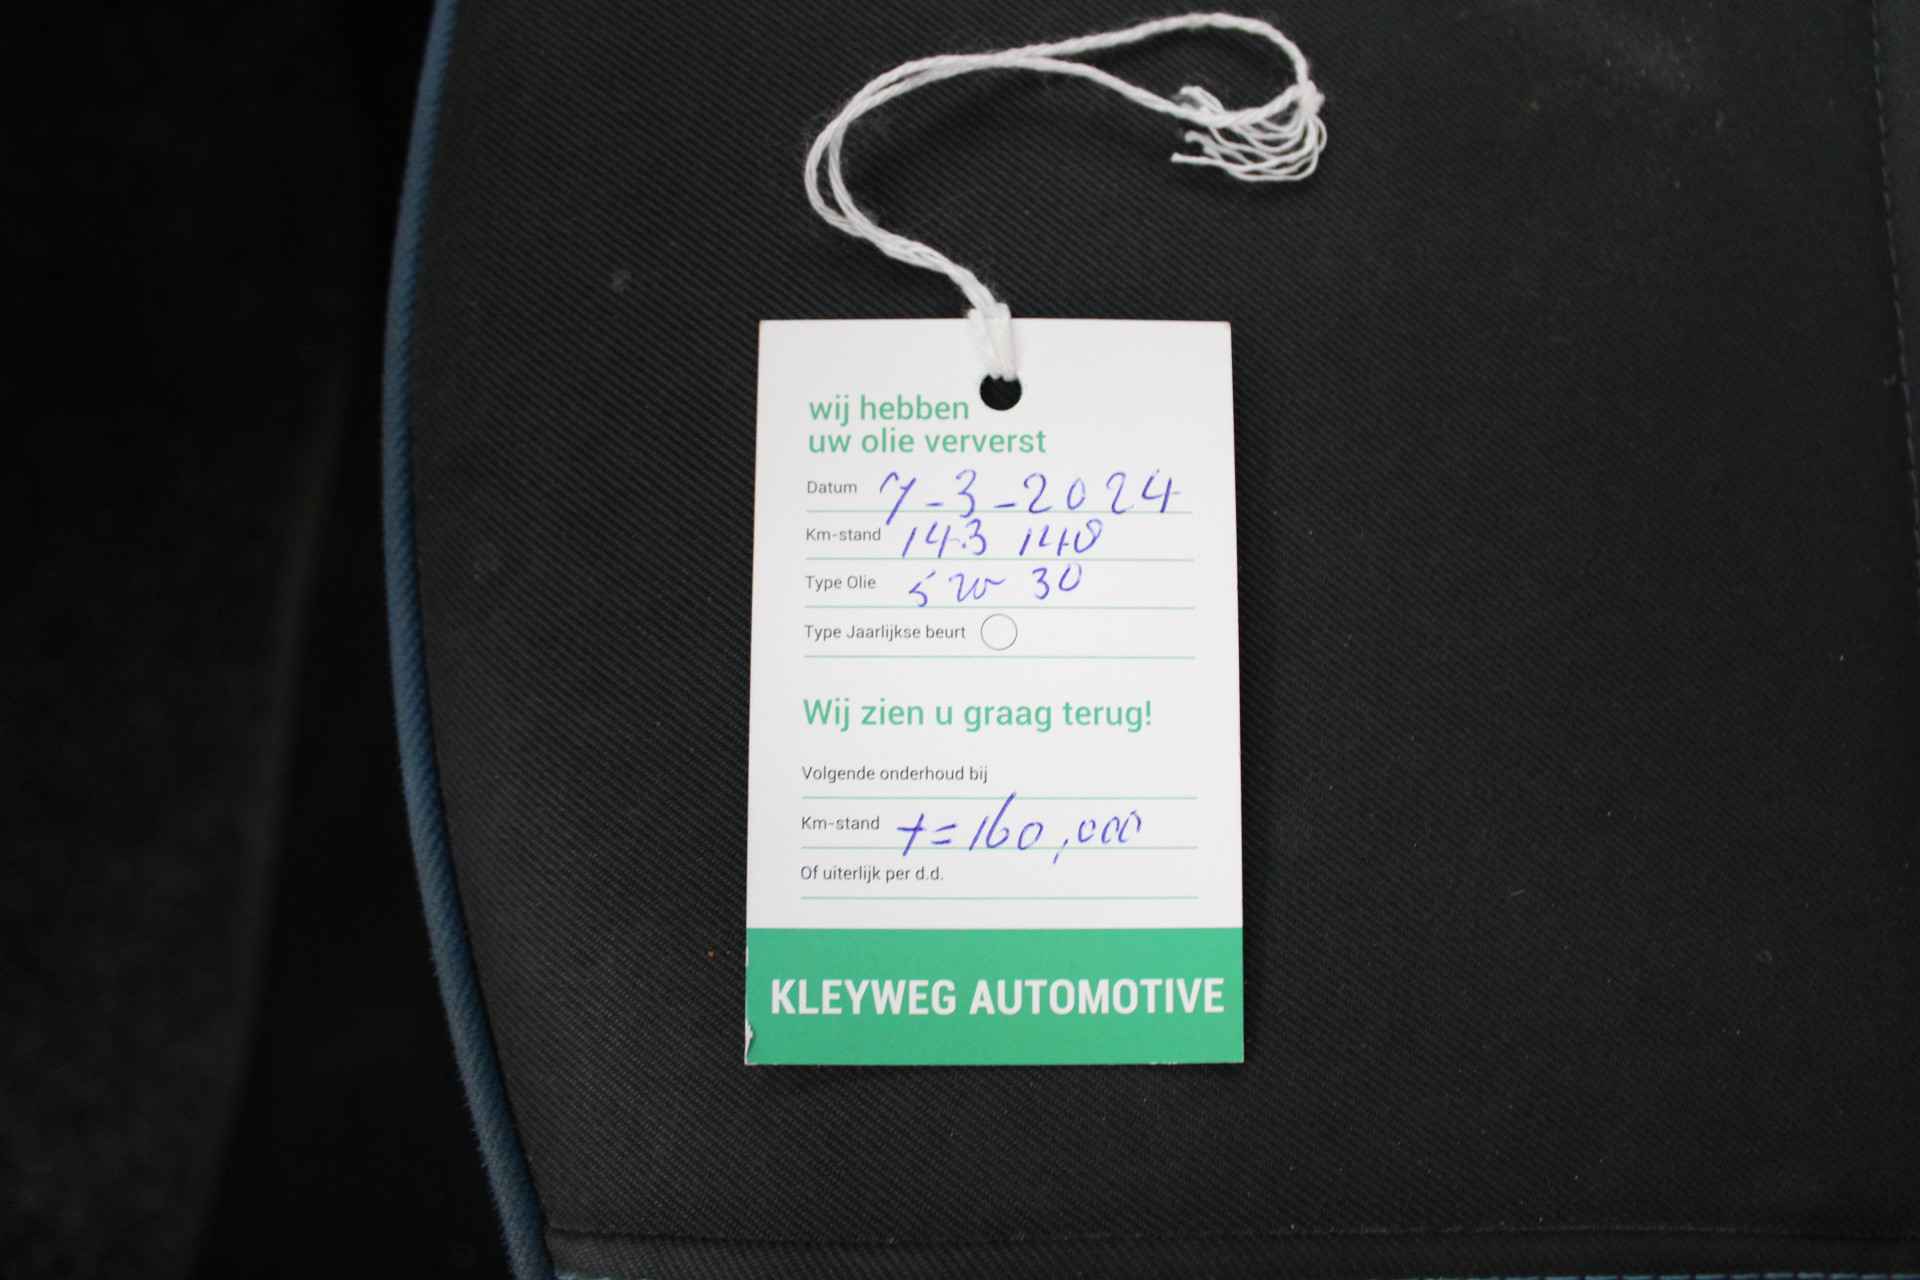 wij hebben
uw olie ververst
Datum 7-3-2024
Km-stand 143 148
Type Olie 5w 30
Type Jaarlijkse beurt
Wij zien u graag terug!
Volgende onderhoud bij
Km-stand += 160,000
Of uiterlijk per d.d.
KLEYWEG AUTOMOTIVE